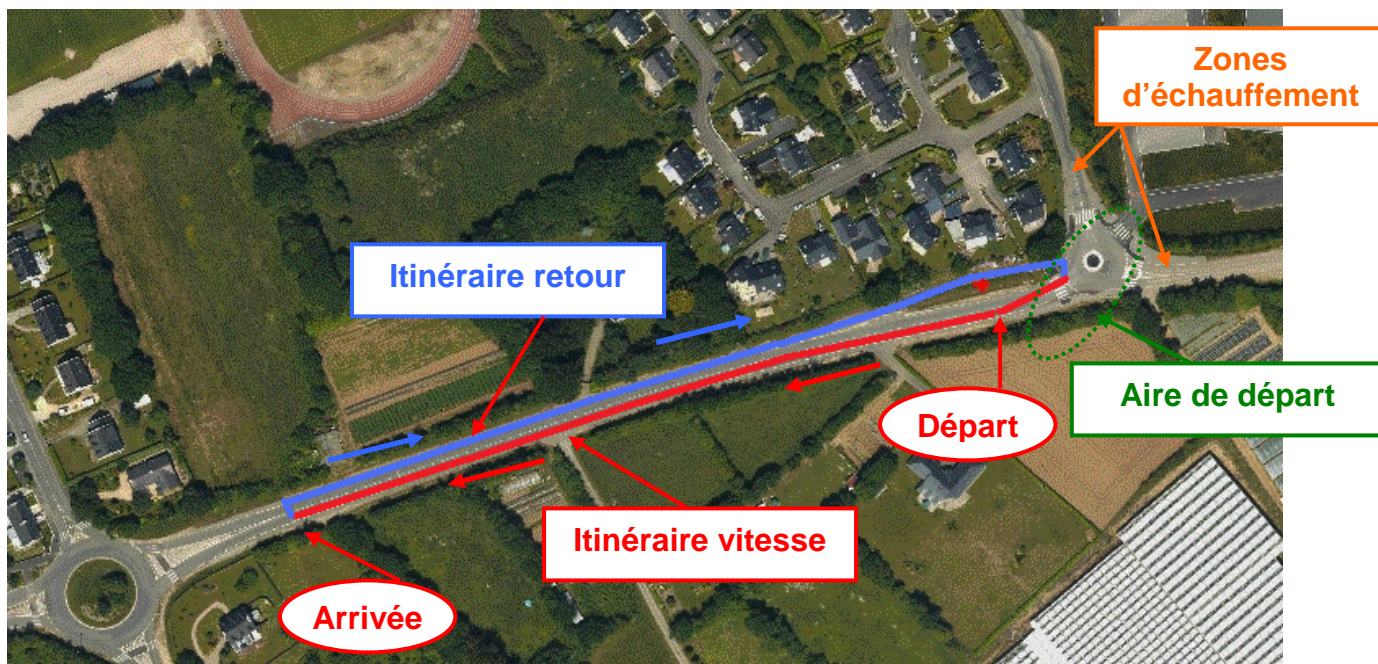 Zones
d'échauffement
Itinéraire retour
Aire de départ
Départ
Itinéraire vitesse
Arrivée